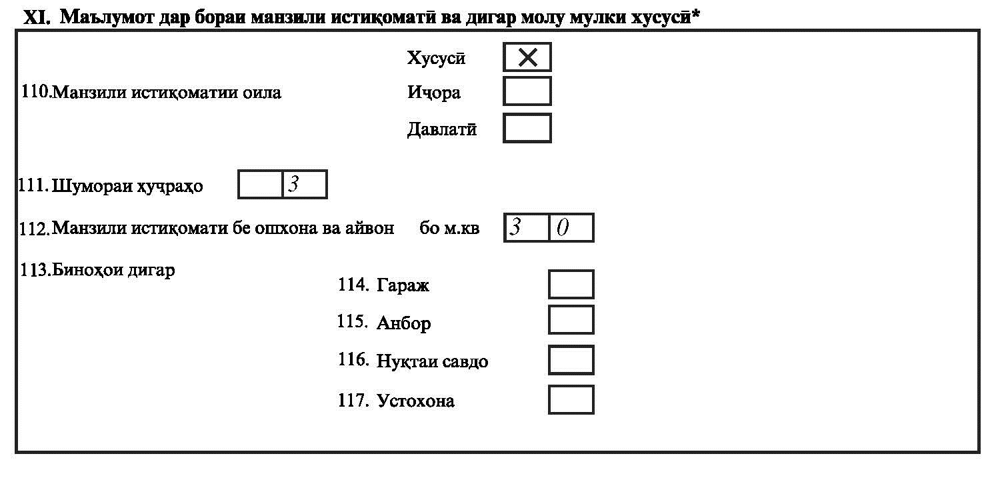 XI. Маълумот дар бораи манзили истиқоматӣ ва дигар молу мулки хусусӣ*
Хусусӣ ×
110.Манзили истиқоматии оила Иҷора
Давлатӣ
111. Шумораи ҳуҷраҳо 3
112. Манзили истиқомати бе ошхона ва айвон бо м.кв 3 0
113. Биноҳои дигар
114. Гараж
115. Анбор
116. Нуқтаи савдо
117. Устохона